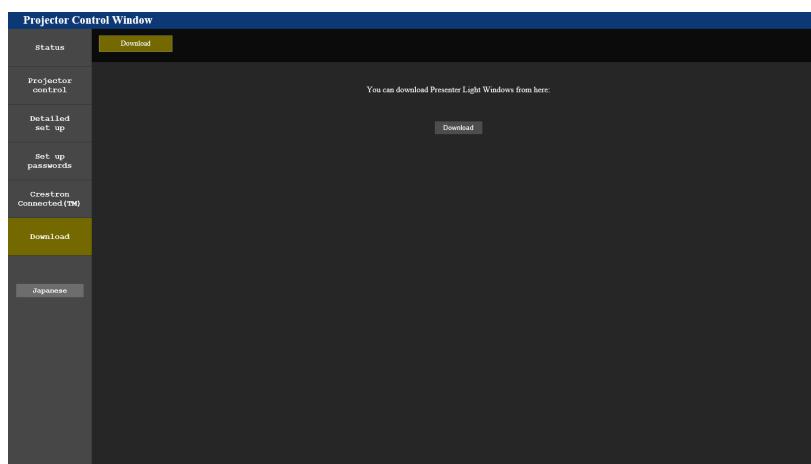 Projector Control Window
Status
Download
Projector
control
You can download Presenter Light Windows from here:
Detailed
set up
Download
Set up
passwords
Crestron
Connected(TM)
Download
Japanese